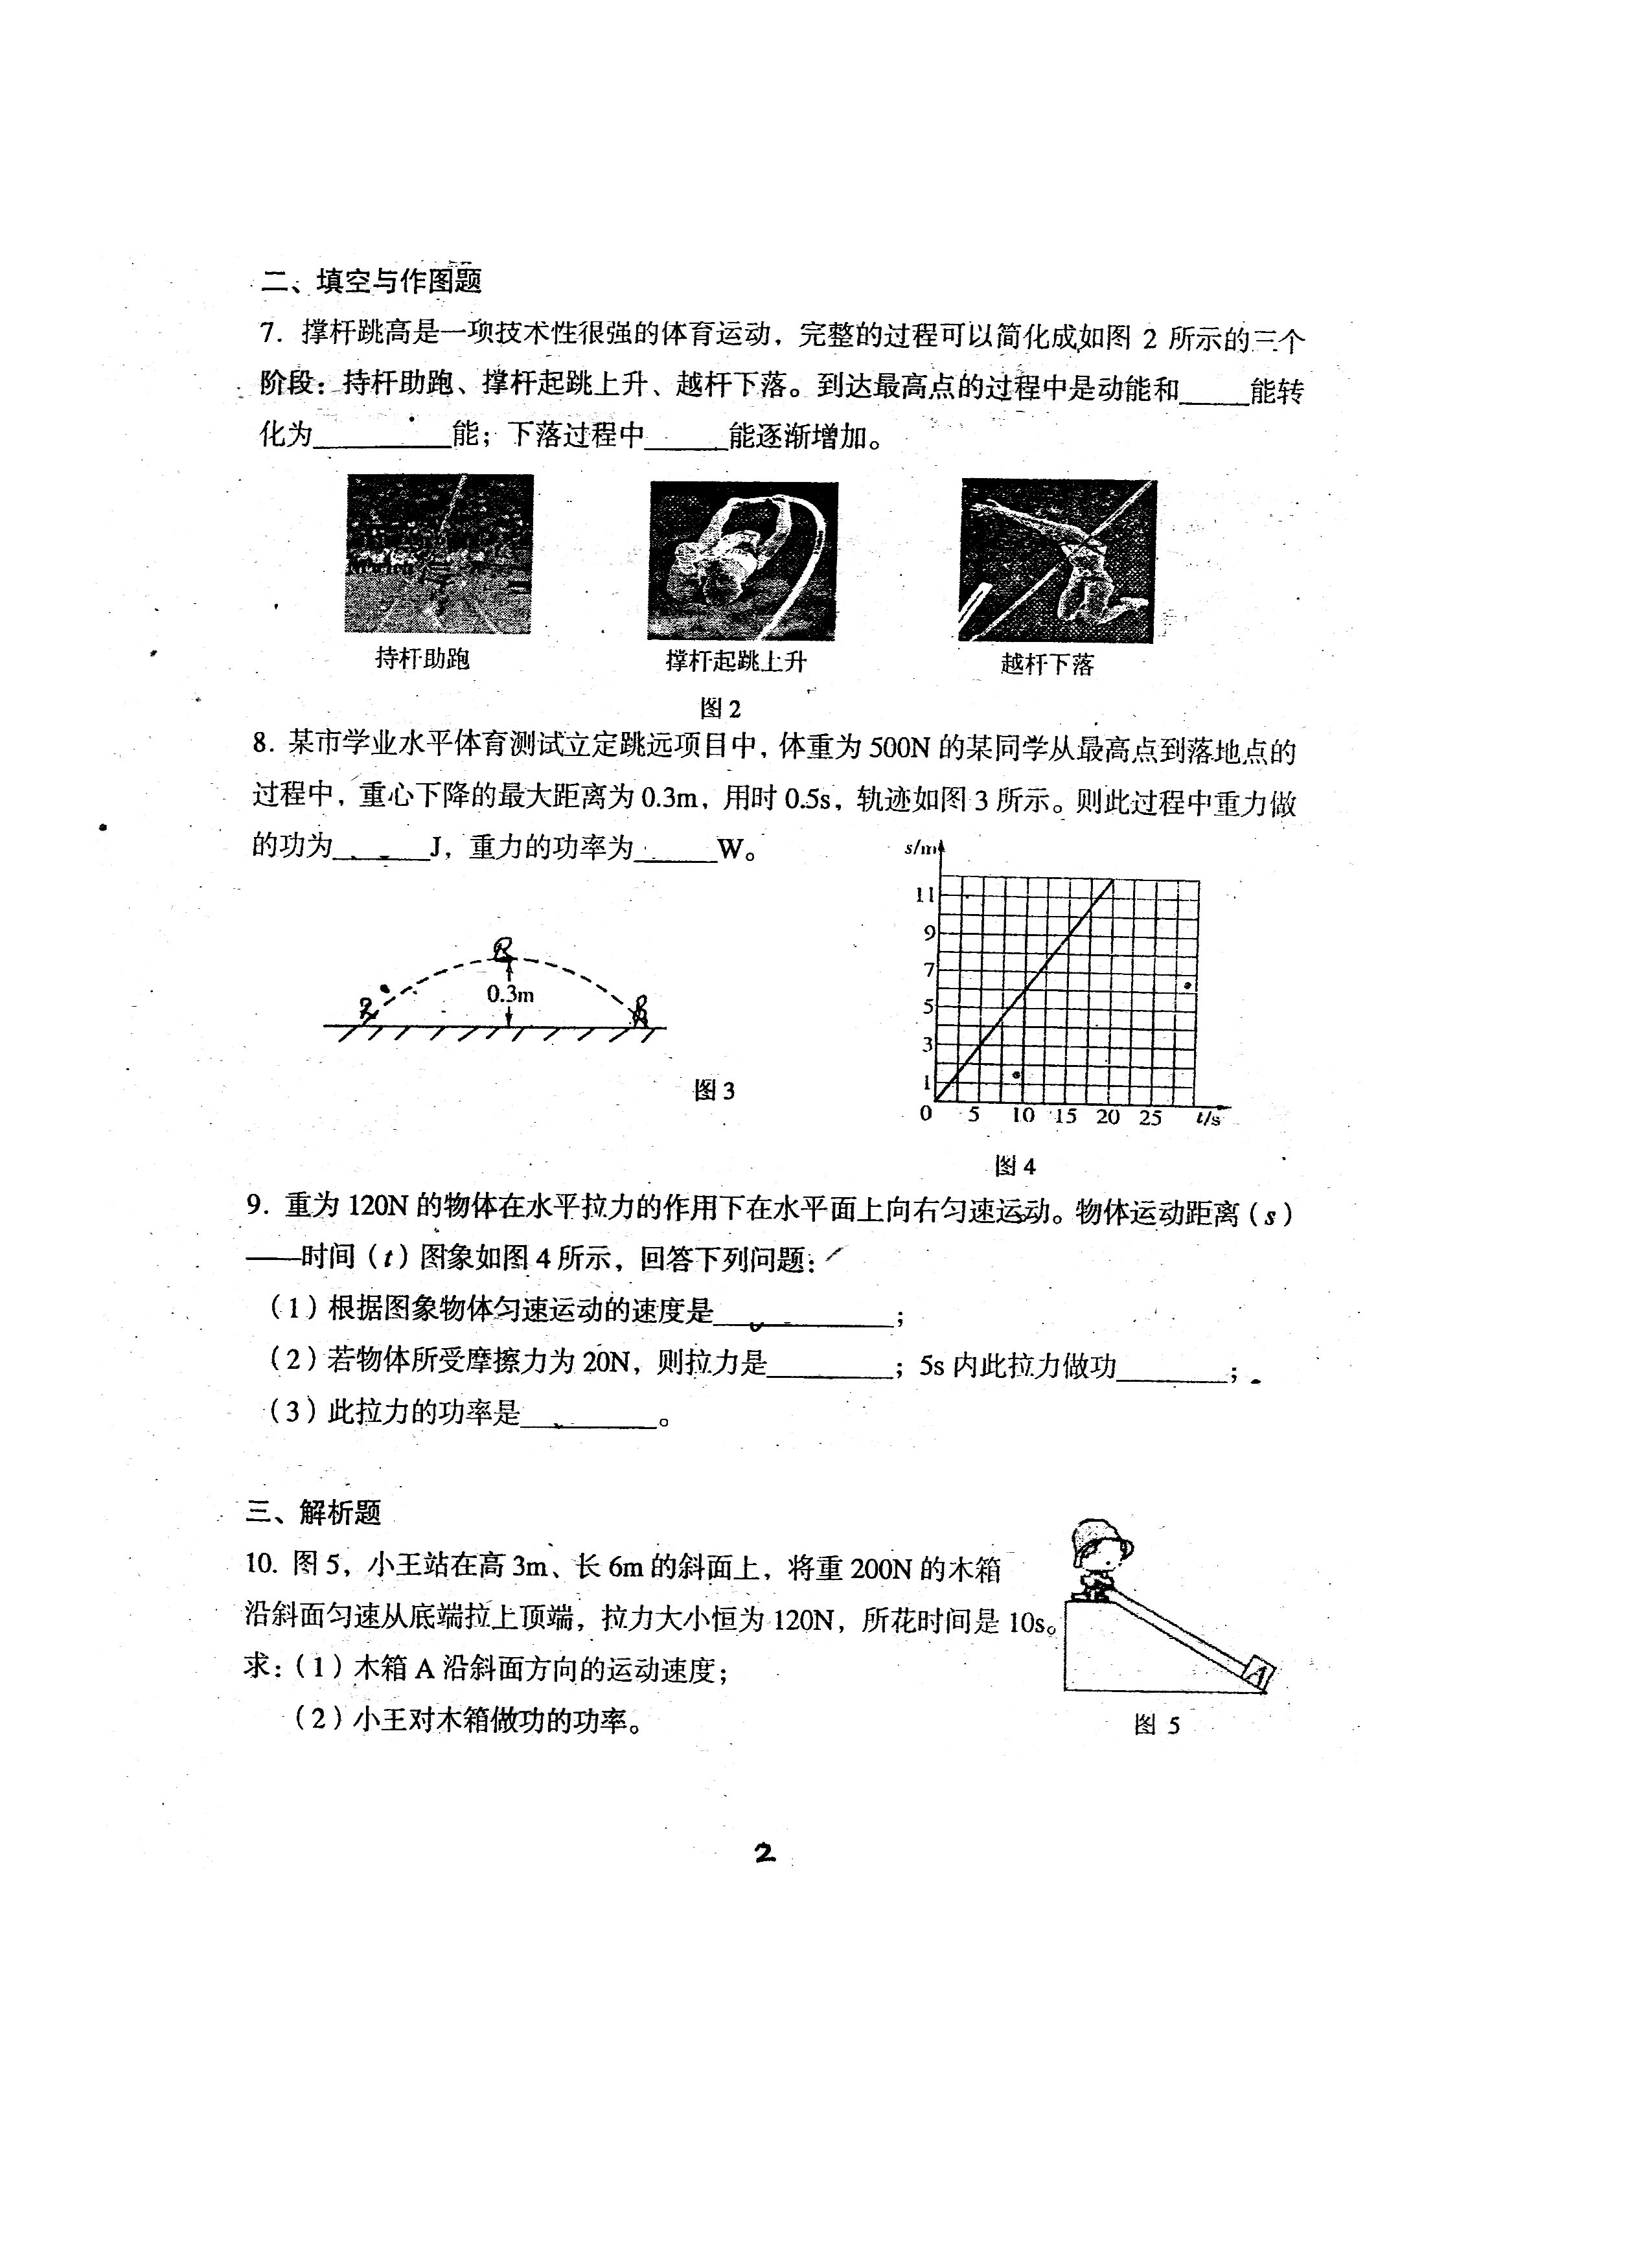 二、填空与作图题
7. 撑杆跳高是一项技术性很强的体育运动，完整的过程可以简化成如图 2 所示的三个
阶段：持杆助跑、撑杆起跳上升、越杆下落。到达最高点的过程中是动能和_____能转
化为__________能；下落过程中______能逐渐增加。
持杆助跑 撑杆起跳上升 越杆下落
图 2
8. 某市学业水平体育测试立定跳远项目中，体重为 500N 的某同学从最高点到落地点的
过程中，重心下降的最大距离为 0.3m，用时 0.5s，轨迹如图 3 所示。则此过程中重力做
的功为_______J，重力的功率为______W。
0.3m
图 3
s/m
11
9
7
5
3
1
0 5 10 15 20 25 t/s
图 4
9. 重为 120N 的物体在水平拉力的作用下在水平面上向右匀速运动。物体运动距离（s）
——时间（t）图象如图 4 所示，回答下列问题：
（1）根据图象物体匀速运动的速度是_____________；
（2）若物体所受摩擦力为 20N，则拉力是_________；5s 内此拉力做功________；
（3）此拉力的功率是__________。
三、解析题
10. 图 5，小王站在高 3m、长 6m 的斜面上，将重 200N 的木箱
沿斜面匀速从底端拉上顶端，拉力大小恒为 120N，所花时间是 10s。
求：（1）木箱 A 沿斜面方向的运动速度；
（2）小王对木箱做功的功率。
A
图 5
2